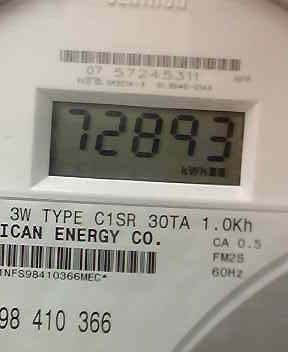 07 57245311
72893
kWh
3W TYPE C1SR 30TA 1.0Kh
ICAN ENERGY CO.
CA 0.5
FM2S
60Hz
1NFS98410366MEC*
98 410 366